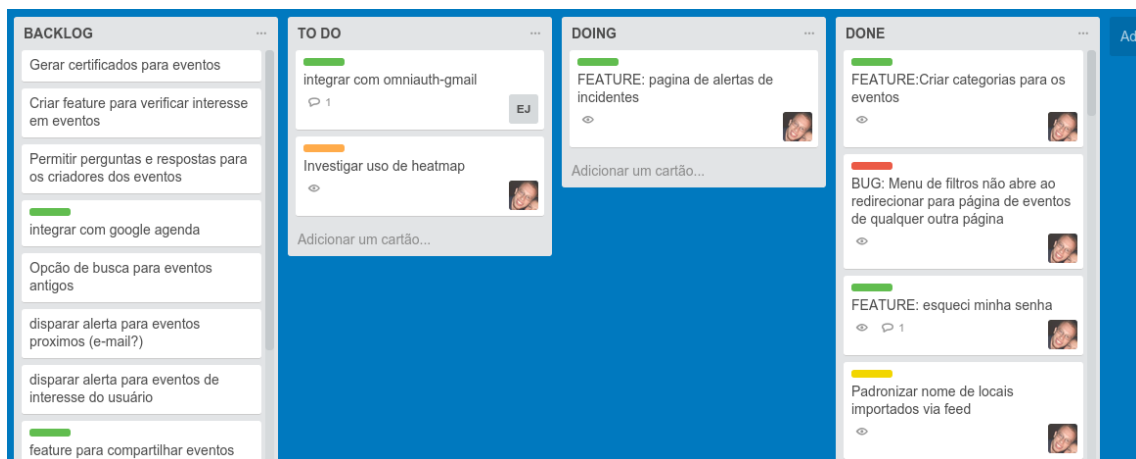 BACKLOG
Gerar certificados para eventos
Criar feature para verificar interesse
em eventos
Permitir perguntas e respostas para
os criadores dos eventos
integrar com google agenda
Opcão de busca para eventos
antigos
disparar alerta para eventos
proximos (e-mail?)
disparar alerta para eventos de
interesse do usuário
feature para compartilhar eventos
TO DO
integrar com omniauth-gmail
1
EJ
Investigar uso de heatmap
Adicionar um cartão...
DOING
FEATURE: pagina de alertas de
incidentes
Adicionar um cartão...
DONE
FEATURE:Criar categorias para os
eventos
BUG: Menu de filtros não abre ao
redirecionar para página de eventos
de qualquer outra página
FEATURE: esqueci minha senha
1
Padronizar nome de locais
importados via feed
Ad